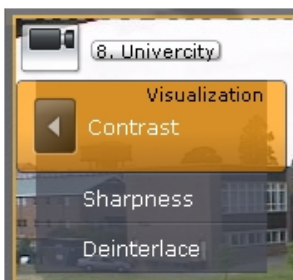 8. Univercity
Visualization
Contrast
Sharpness
Deinterlace